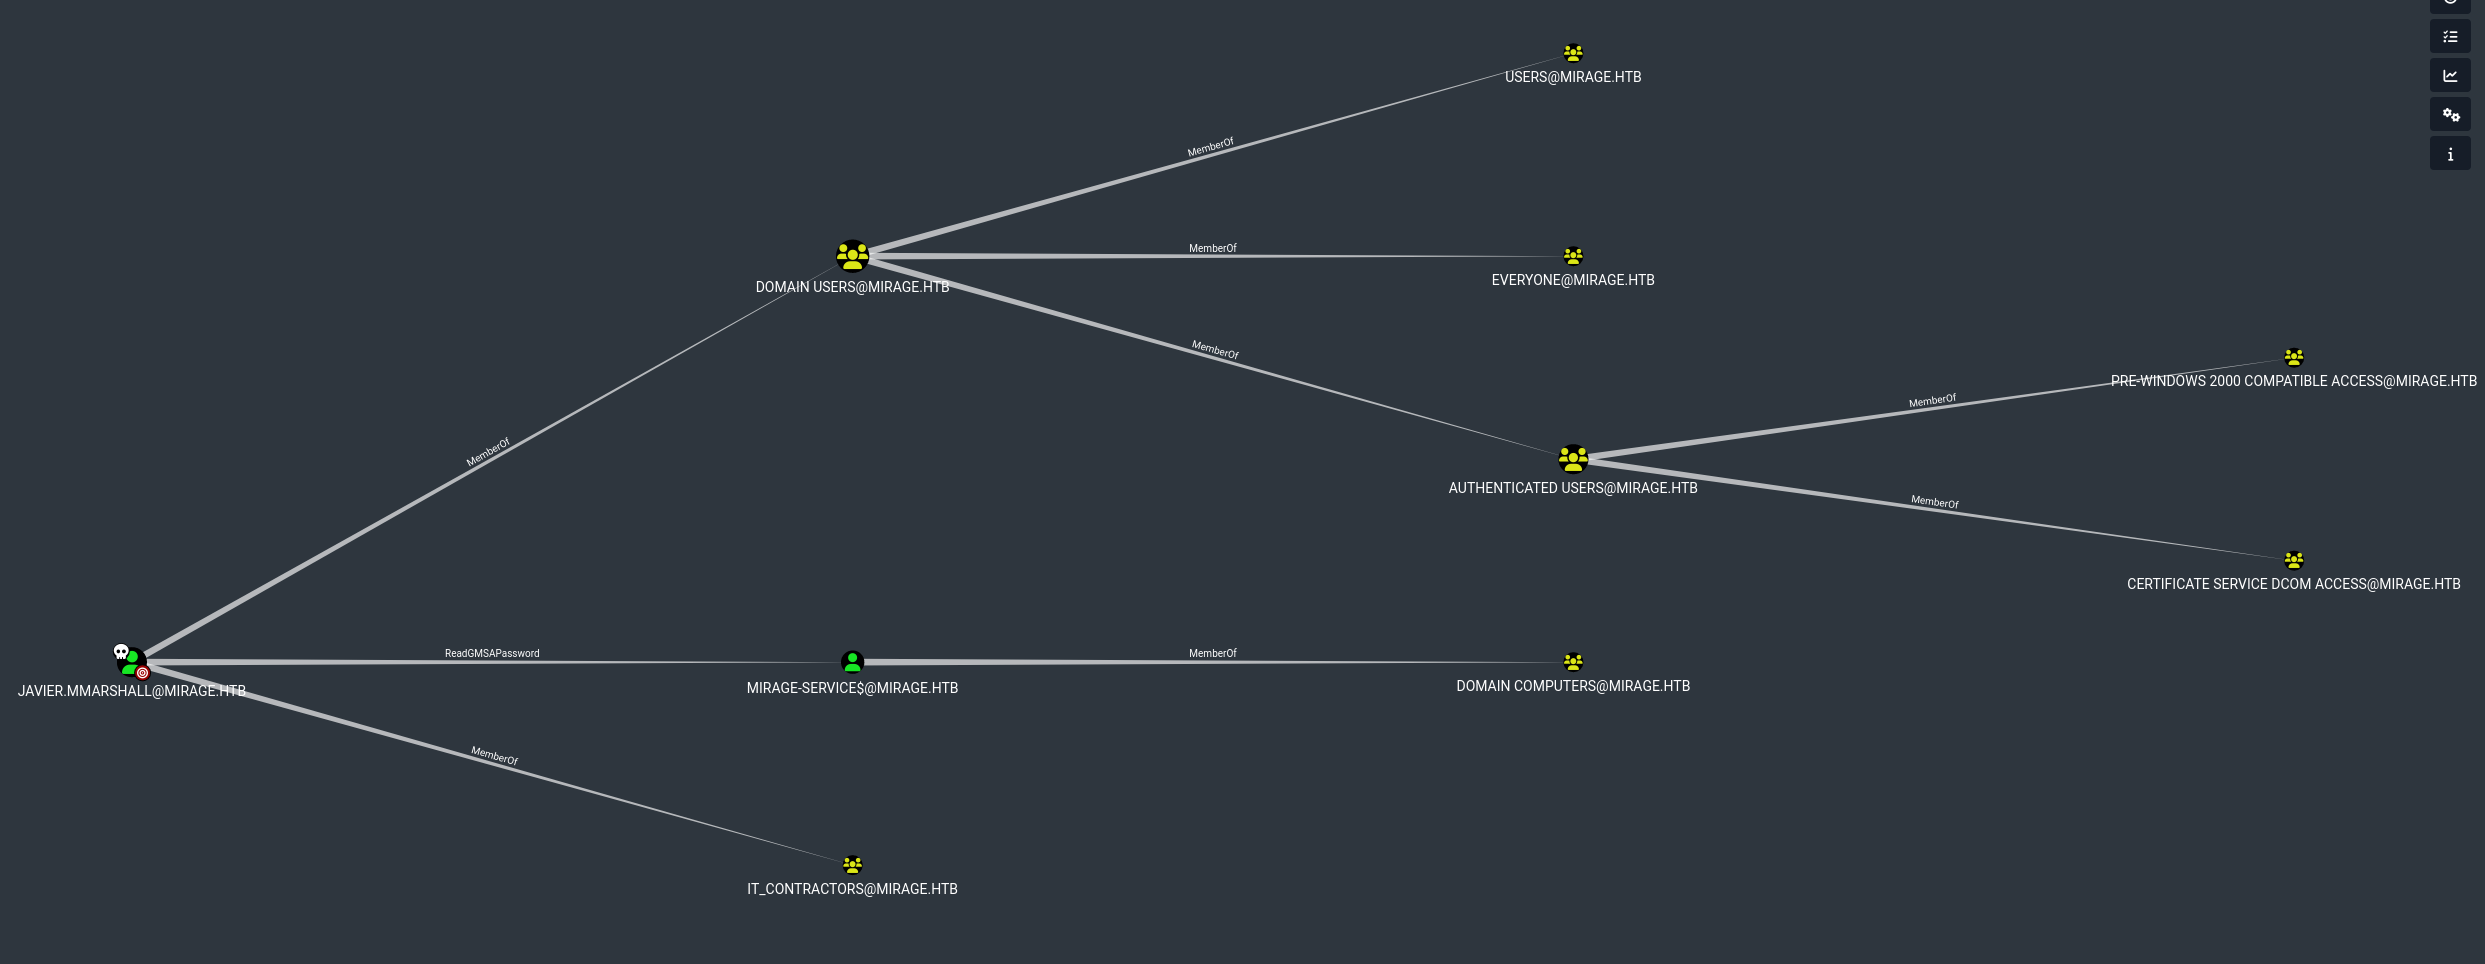 USERS@MIRAGE.HTB
MemberOf
MemberOf
EVERYONE@MIRAGE.HTB
DOMAIN USERS@MIRAGE.HTB
MemberOf
PRE-WINDOWS 2000 COMPATIBLE ACCESS@MIRAGE.HTB
MemberOf
MemberOf
AUTHENTICATED USERS@MIRAGE.HTB
MemberOf
CERTIFICATE SERVICE DCOM ACCESS@MIRAGE.HTB
ReadGMSAPassword
MemberOf
JAVIER.MMARSHALL@MIRAGE.HTB
MIRAGE-SERVICE$@MIRAGE.HTB
DOMAIN COMPUTERS@MIRAGE.HTB
MemberOf
IT_CONTRACTORS@MIRAGE.HTB